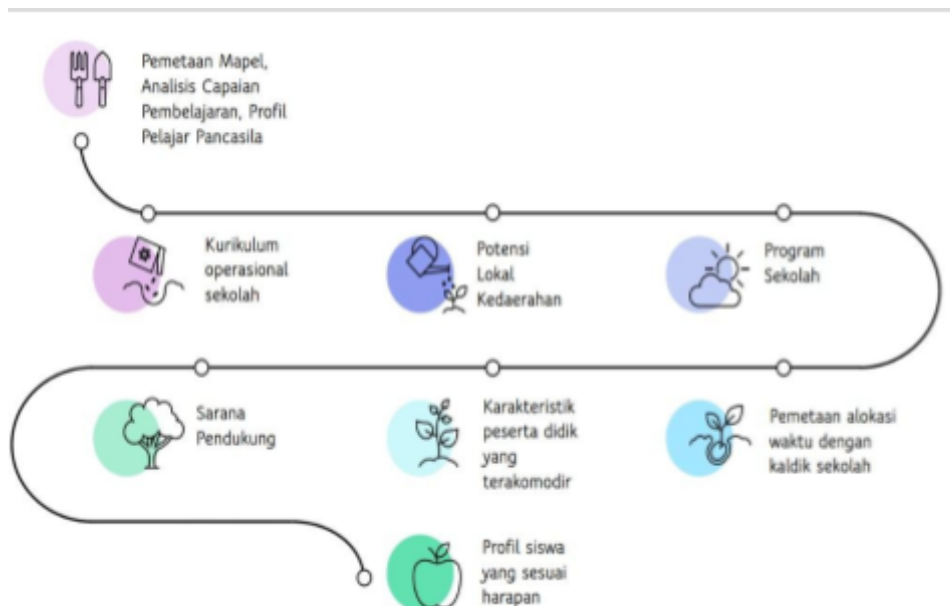 Pemetaan Mapel,
Analisis Capaian
Pembelajaran, Profil
Pelajar Pancasila
Kurikulum
operasional
sekolah
Potensi
Lokal
Kedaerahan
Program
Sekolah
Pemetaan alokasi
waktu dengan
kaldik sekolah
Karakteristik
peserta didik
yang
terakomodir
Sarana
Pendukung
Profil siswa
yang sesuai
harapan